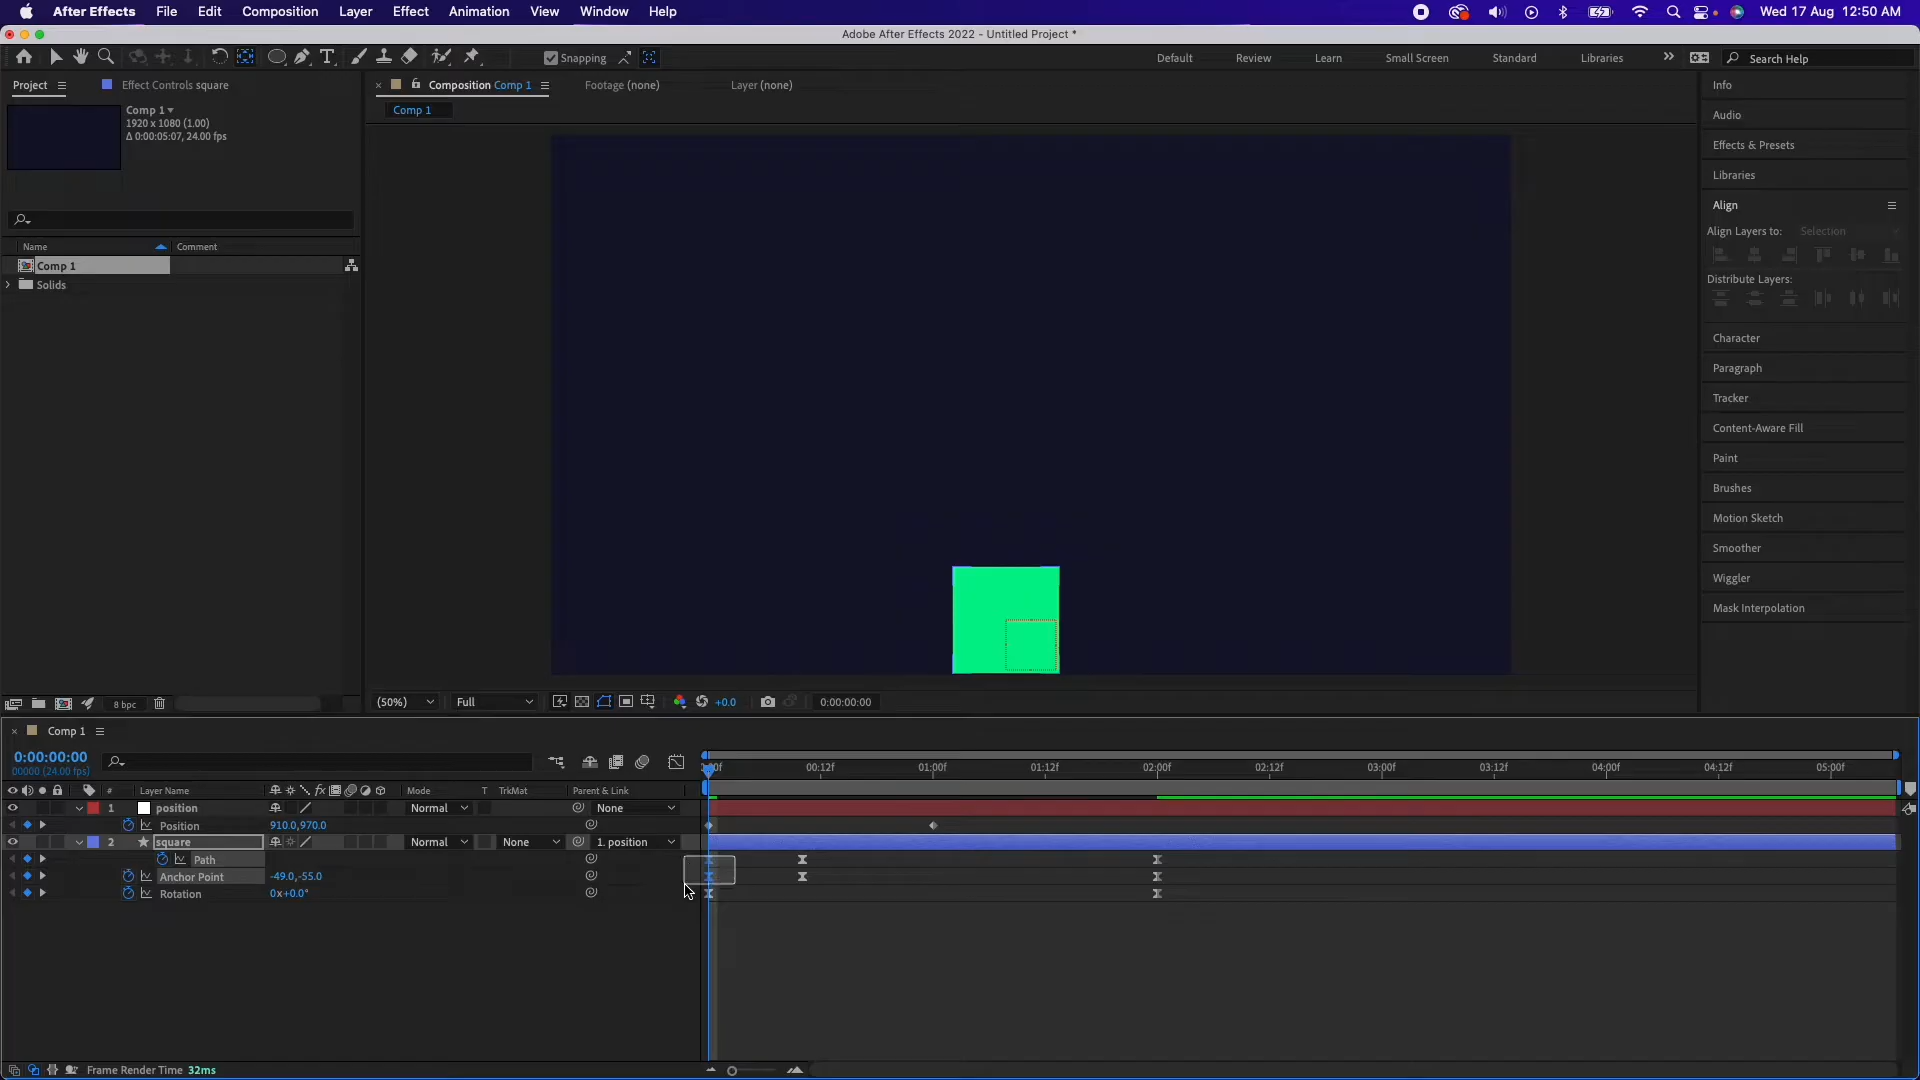 After Effects File Edit Composition Layer Effect Animation View Window Help Wed 17 Aug 12:50 AM
Adobe After Effects 2022 - Untitled Project *
Snapping Default Review Learn Small Screen Standard Libraries Search Help
Project Effect Controls square Composition Comp 1 Footage (none) Layer (none) Info
Comp 1
1920 x 1080 (1.00)
Δ 0:00:05:07, 24.00 fps
Comp 1
Audio
Effects & Presets
Libraries
Align
Align Layers to: Selection
Name Comment
Comp 1
Solids
Distribute Layers:
Character
Paragraph
Tracker
Content-Aware Fill
Paint
Brushes
Motion Sketch
Smoother
Wiggler
Mask Interpolation
8 bpc (50%) Full +0.0 0:00:00:00
Comp 1
0:00:00:00
00000 (24.00 fps)
00f 00:12f 01:00f 01:12f 02:00f 02:12f 03:00f 03:12f 04:00f 04:12f 05:00f
# Layer Name Mode T TrkMat Parent & Link
1 position Normal None
Position 910.0,970.0
2 square Normal None 1. position
Path
Anchor Point -49.0,-55.0
Rotation 0x+0.0°
Frame Render Time 32ms